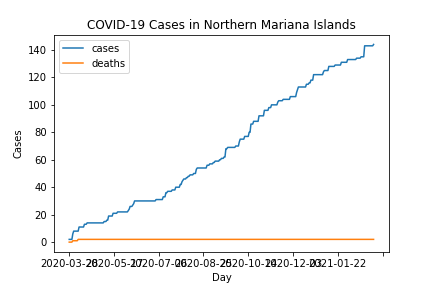 COVID-19 Cases in Northern Mariana Islands
cases
deaths
140
120
100
80
60
40
20
0
Cases
2020-03-28 2020-05-17 2020-07-06 2020-08-25 2020-10-14 2020-12-03 2021-01-22
Day